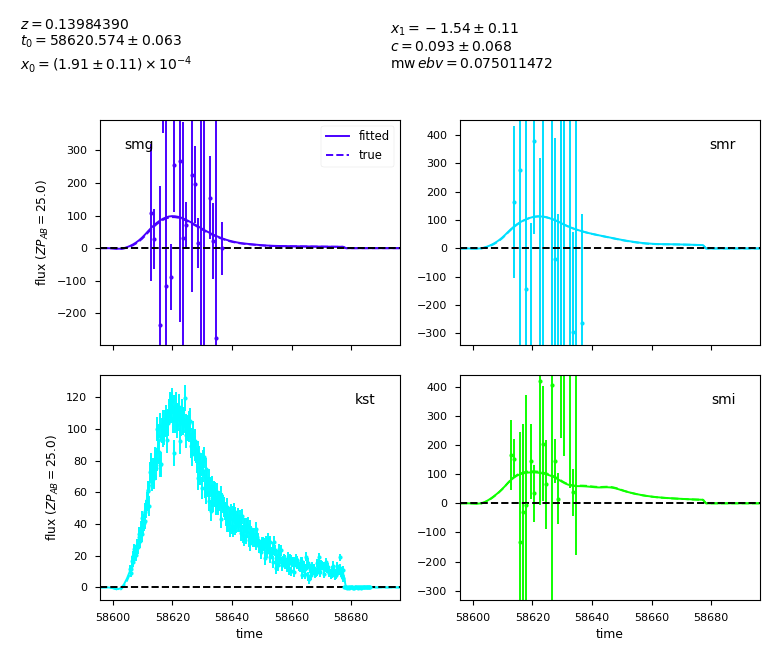 z = 0.13984390
t₀ = 58620.574 ± 0.063
x₀ = (1.91 ± 0.11) × 10⁻⁴
x₁ = −1.54 ± 0.11
c = 0.093 ± 0.068
mw ebv = 0.075011472
smg
fitted
true
300
200
100
0
−100
−200
flux (ZP_AB = 25.0)
smr
400
300
200
100
0
−100
−200
−300
kst
120
100
80
60
40
20
0
flux (ZP_AB = 25.0)
58600 58620 58640 58660 58680
time
smi
400
300
200
100
0
−100
−200
−300
58600 58620 58640 58660 58680
time